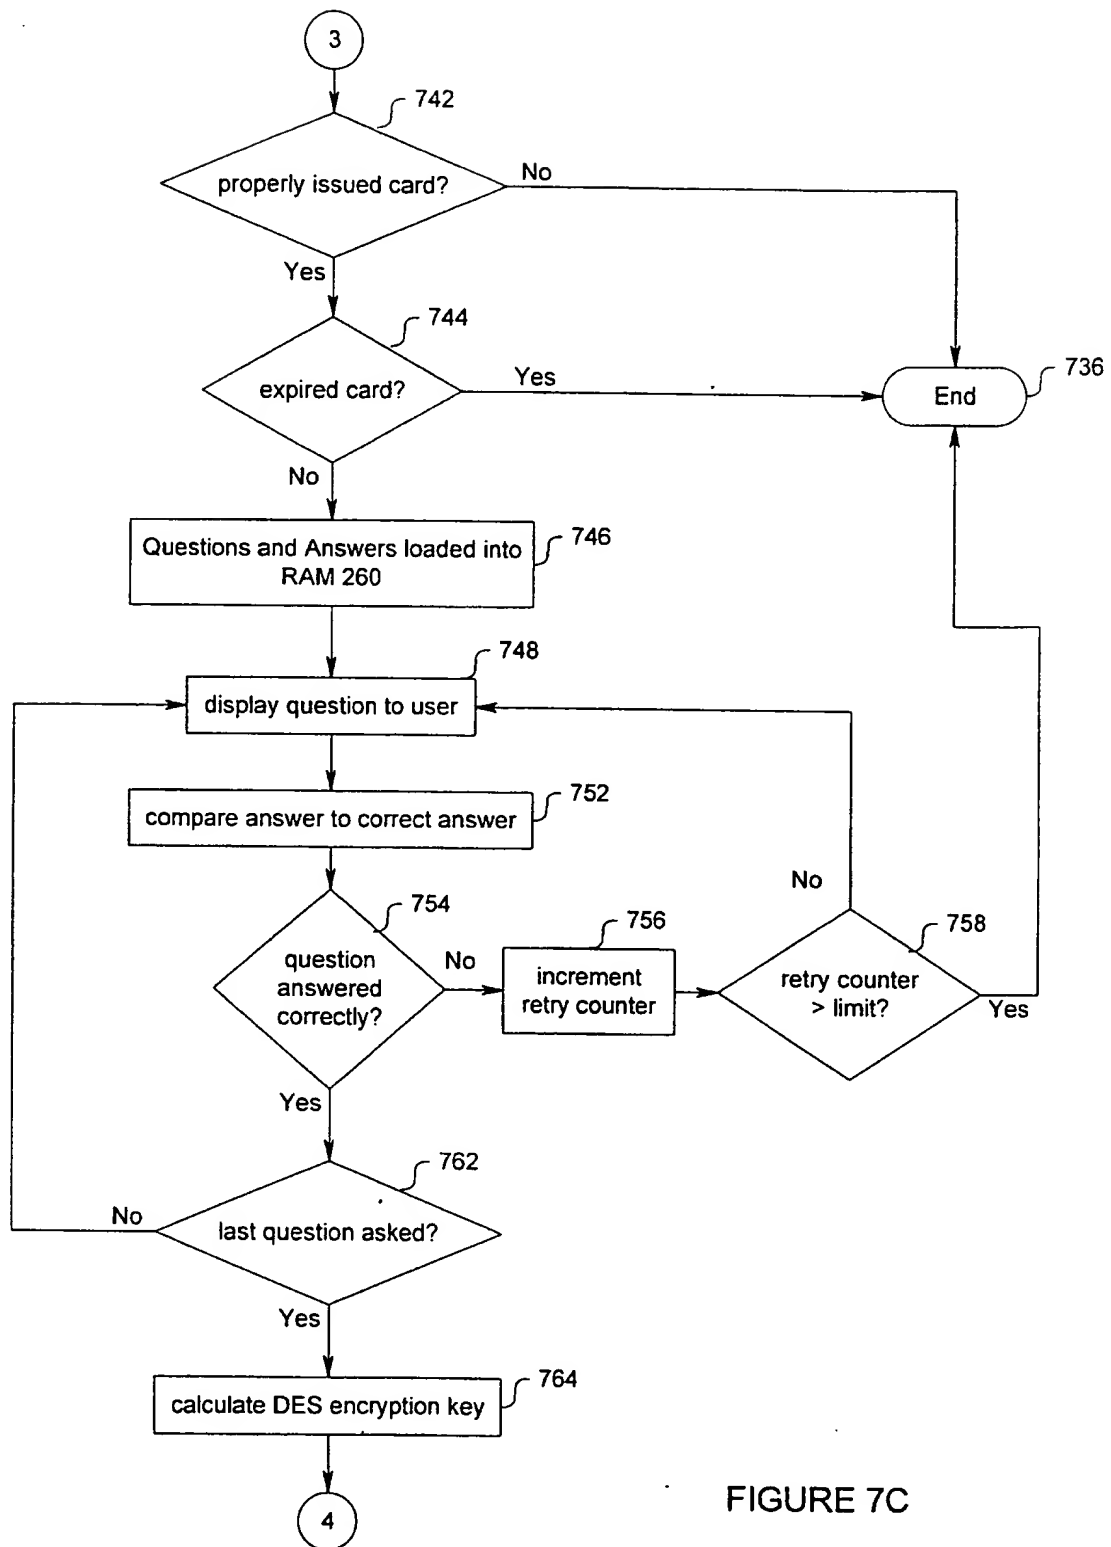 3
742
properly issued card?
No
Yes
744
expired card?
Yes
736
End
No
746
Questions and Answers loaded into
RAM 260
748
display question to user
752
compare answer to correct answer
754
question
answered
correctly?
No
756
increment
retry counter
No
758
retry counter
> limit?
Yes
Yes
762
last question asked?
No
Yes
764
calculate DES encryption key
4
FIGURE 7C